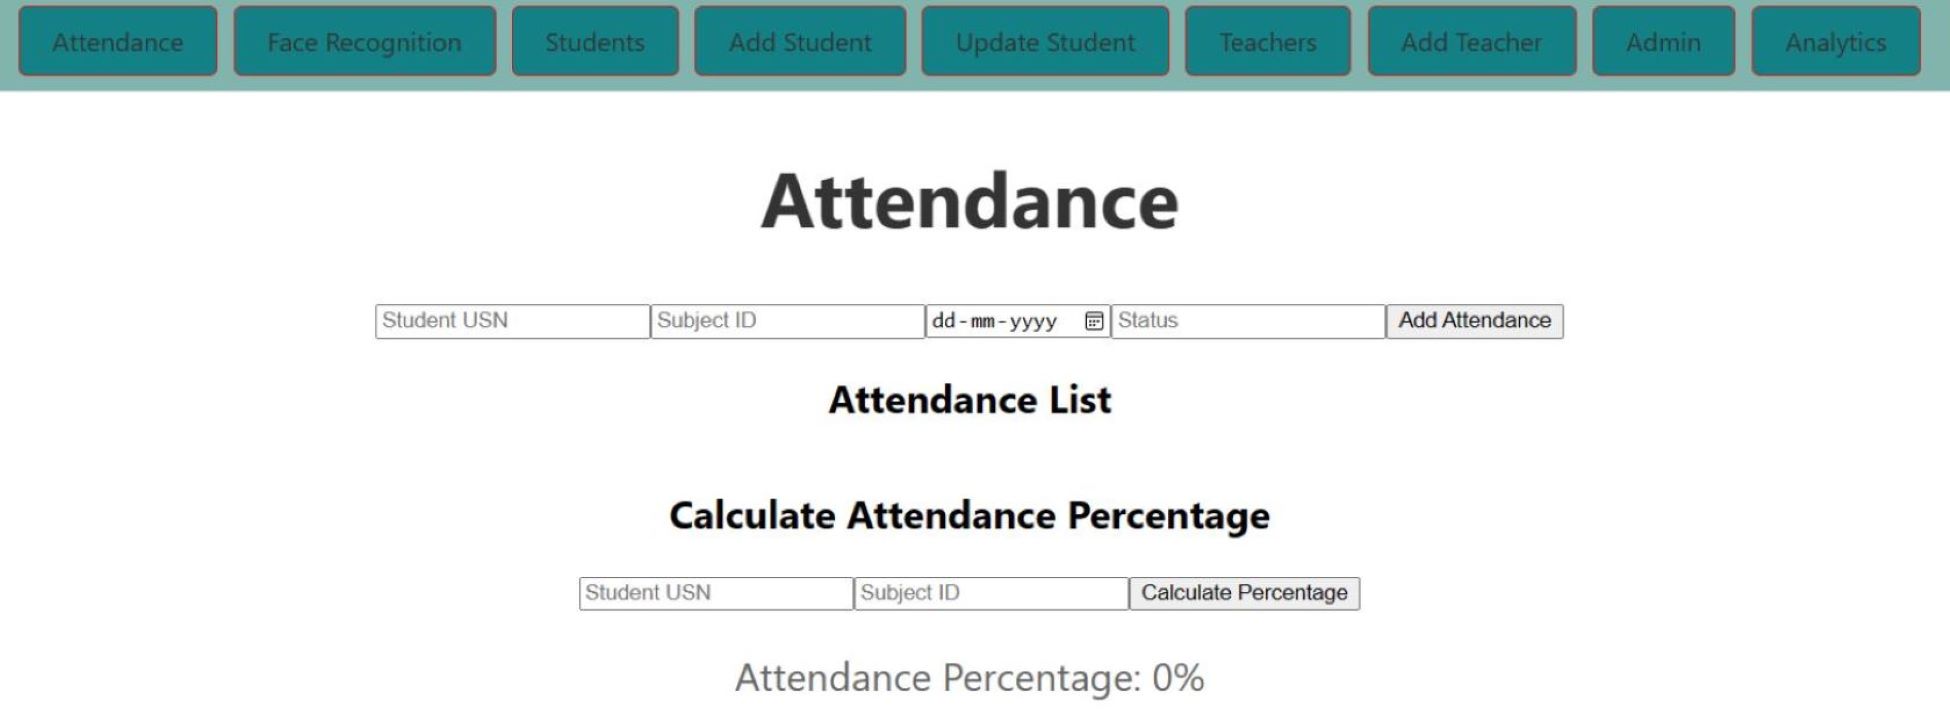 Attendance Face Recognition Students Add Student Update Student Teachers Add Teacher Admin Analytics
Attendance
Student USN Subject ID dd-mm-yyyy Status Add Attendance
Attendance List
Calculate Attendance Percentage
Student USN Subject ID Calculate Percentage
Attendance Percentage: 0%